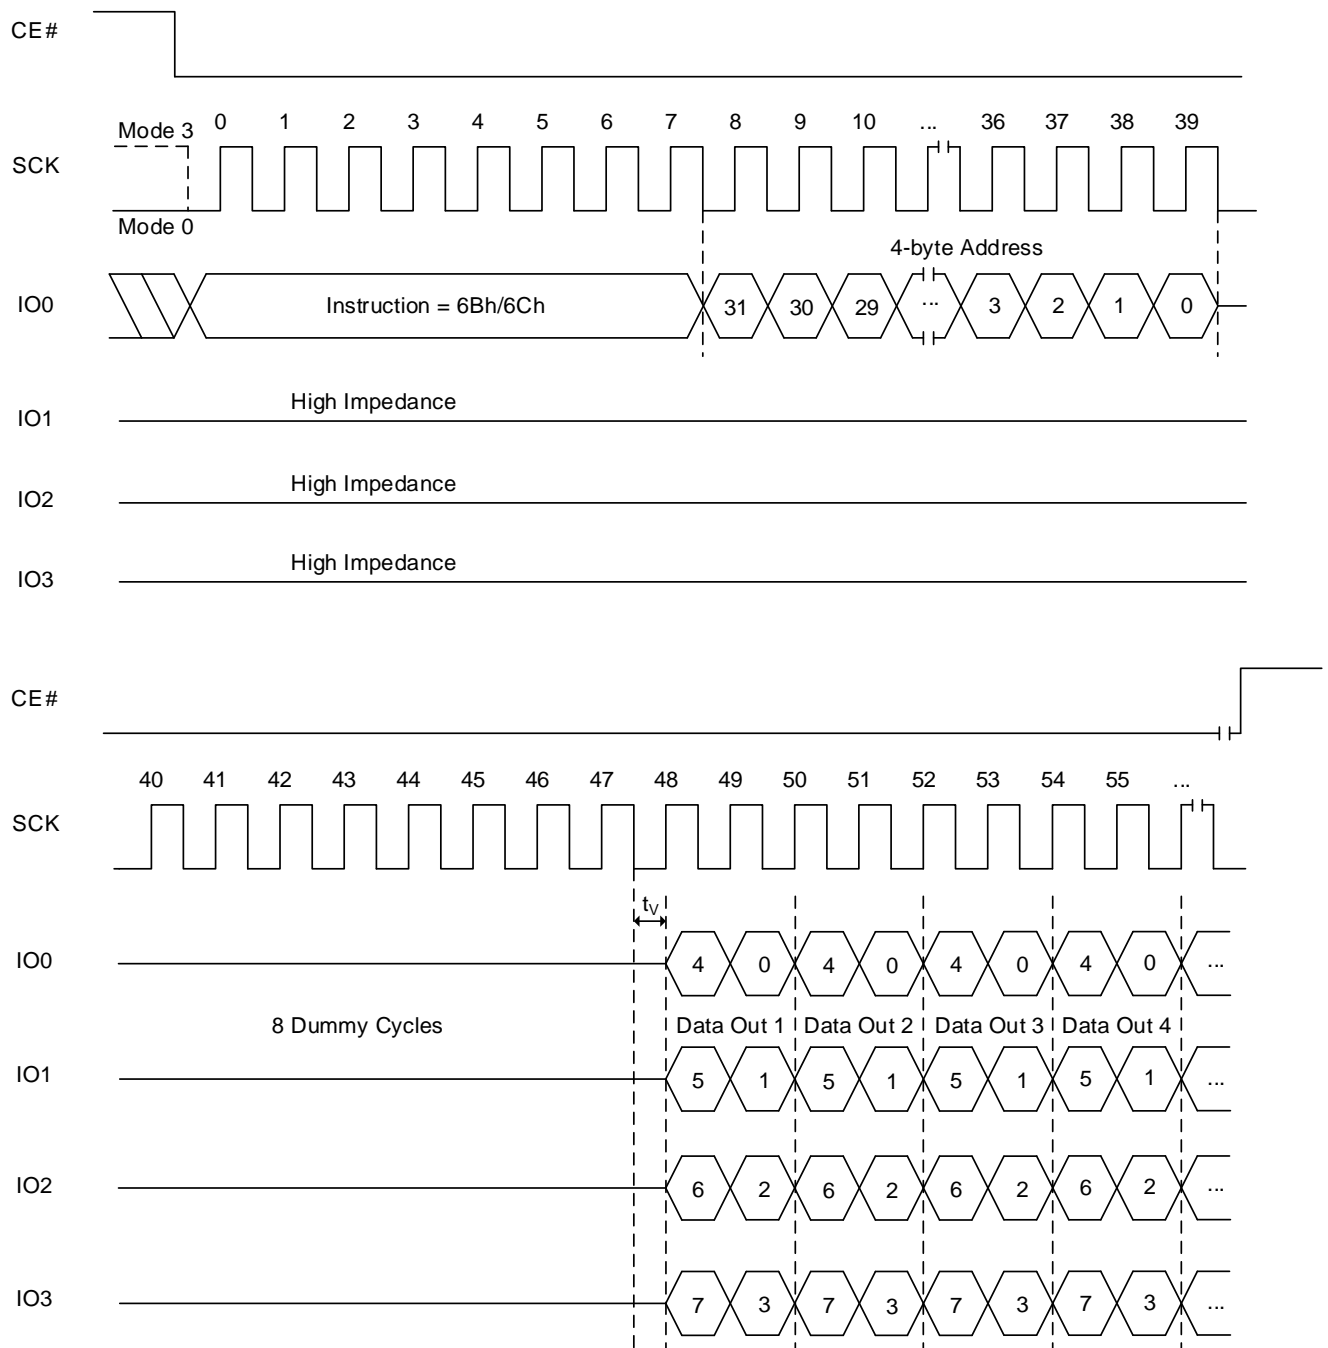 CE#
Mode 3 0 1 2 3 4 5 6 7 8 9 10 ... 36 37 38 39
SCK
Mode 0
4-byte Address
IO0 Instruction = 6Bh/6Ch 31 30 29 ... 3 2 1 0
High Impedance
IO1
High Impedance
IO2
High Impedance
IO3
CE#
40 41 42 43 44 45 46 47 48 49 50 51 52 53 54 55 ...
SCK
tV
IO0 4 0 4 0 4 0 4 0 ...
8 Dummy Cycles Data Out 1 Data Out 2 Data Out 3 Data Out 4
IO1 5 1 5 1 5 1 5 1 ...
IO2 6 2 6 2 6 2 6 2 ...
IO3 7 3 7 3 7 3 7 3 ...